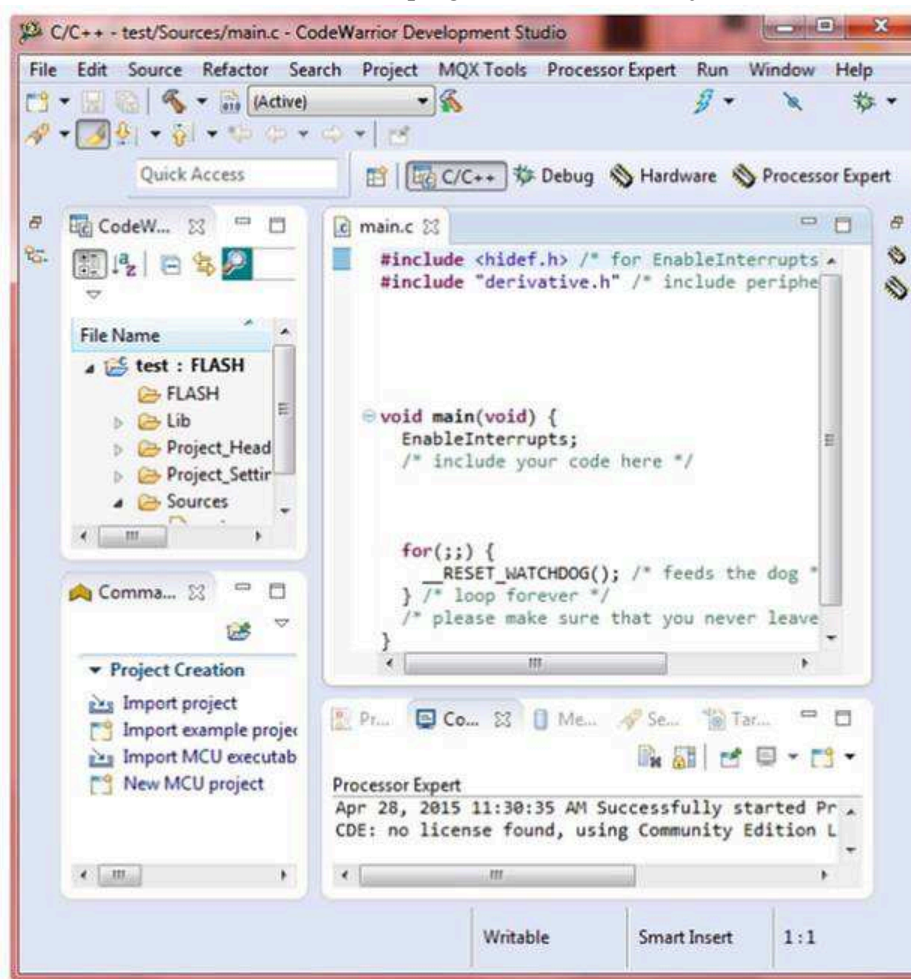 C/C++ - test/Sources/main.c - CodeWarrior Development Studio
File Edit Source Refactor Search Project MQX Tools Processor Expert Run Window Help
(Active)
Quick Access
C/C++ Debug Hardware Processor Expert
CodeW...
File Name
test : FLASH
FLASH
Lib
Project_Head
Project_Settin
Sources
main.c
#include <hidef.h> /* for EnableInterrupts
#include "derivative.h" /* include periphe
void main(void) {
EnableInterrupts;
/* include your code here */
for(;;) {
__RESET_WATCHDOG(); /* feeds the dog *
} /* loop forever */
/* please make sure that you never leave
}
Comma...
Project Creation
Import project
Import example projec
Import MCU executab
New MCU project
Pr... Co... Me... Se... Tar...
Processor Expert
Apr 28, 2015 11:30:35 AM Successfully started Pr
CDE: no license found, using Community Edition L
Writable Smart Insert 1:1